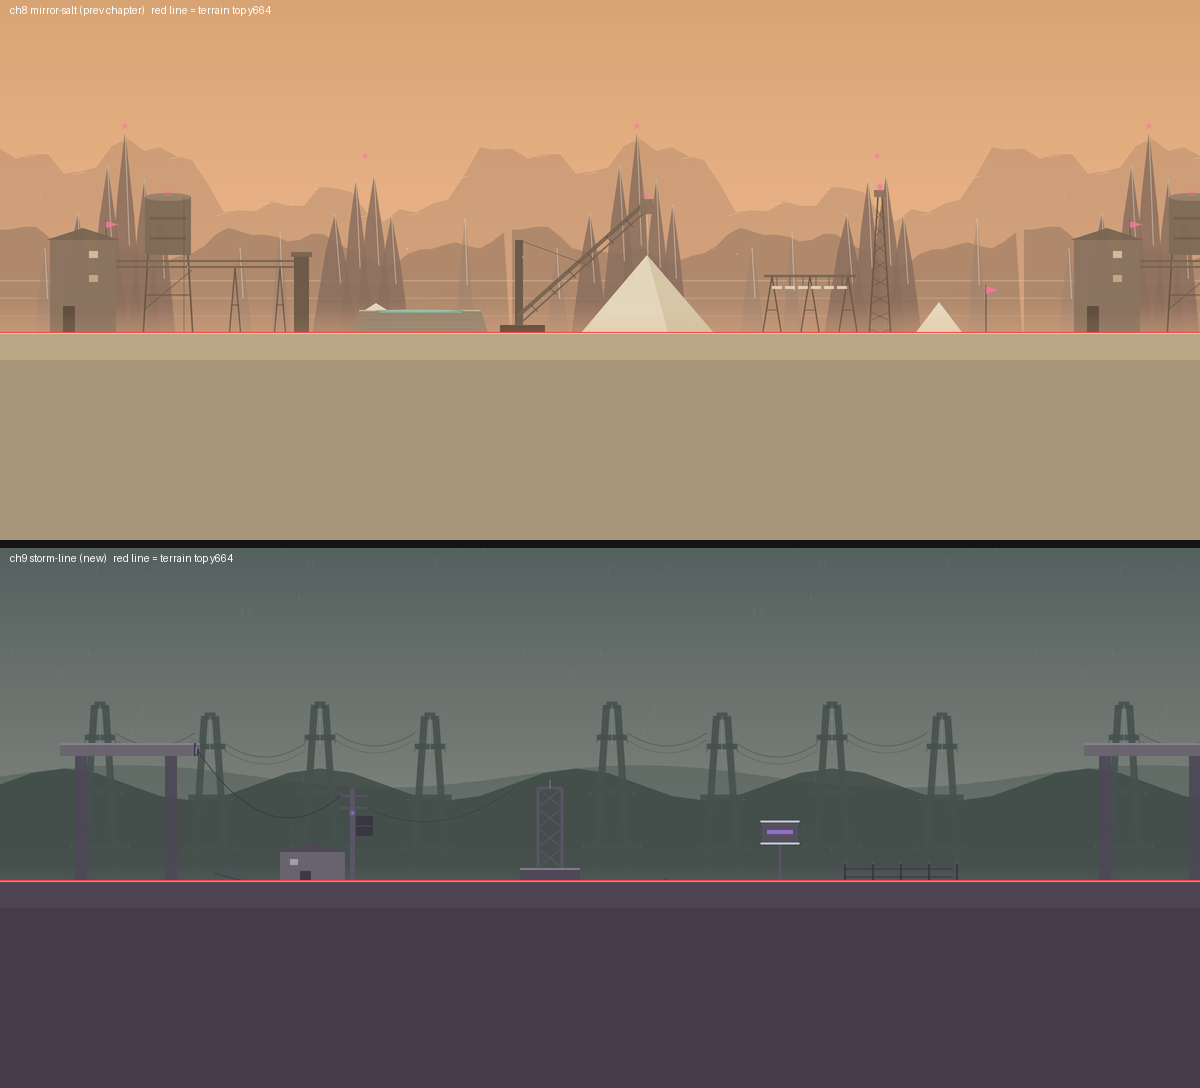 ch8 mirror-salt (prev chapter)  red line = terrain top y664
ch9 storm-line (new)  red line = terrain top y664